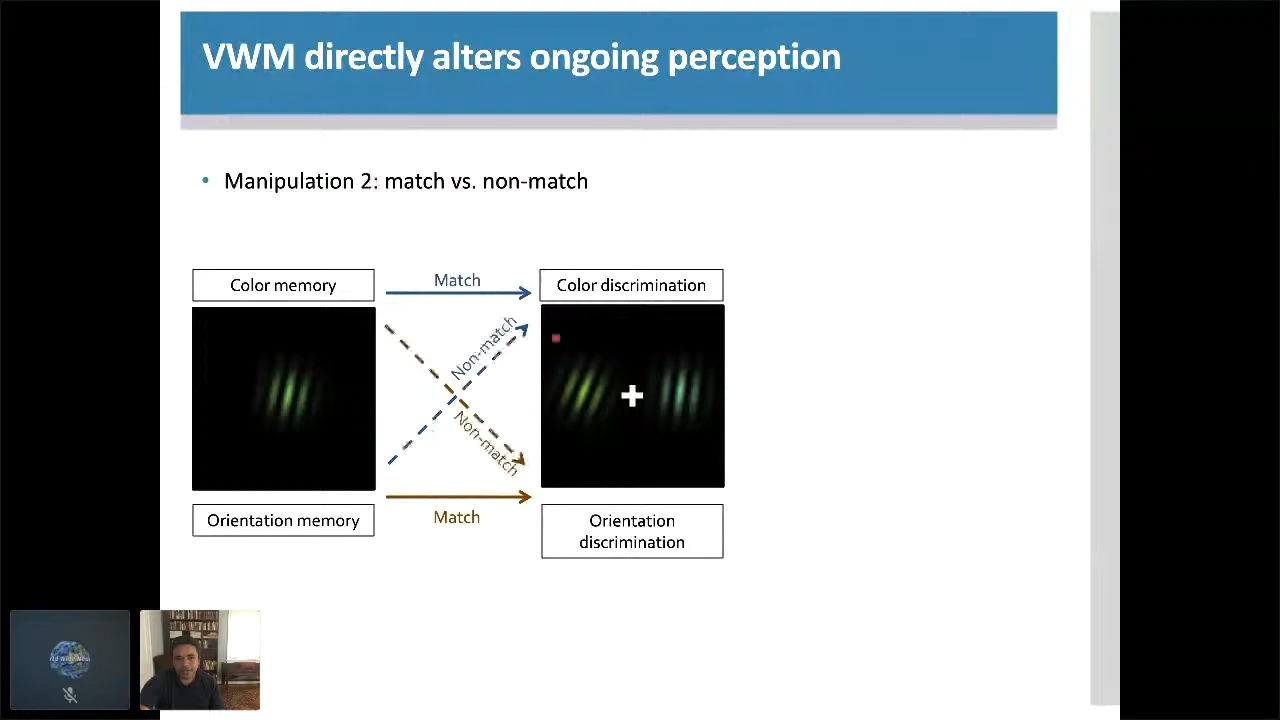 VWM directly alters ongoing perception
• Manipulation 2: match vs. non-match
Color memory
Match
Color discrimination
Non-match
Non-match
Orientation memory
Match
Orientation
discrimination